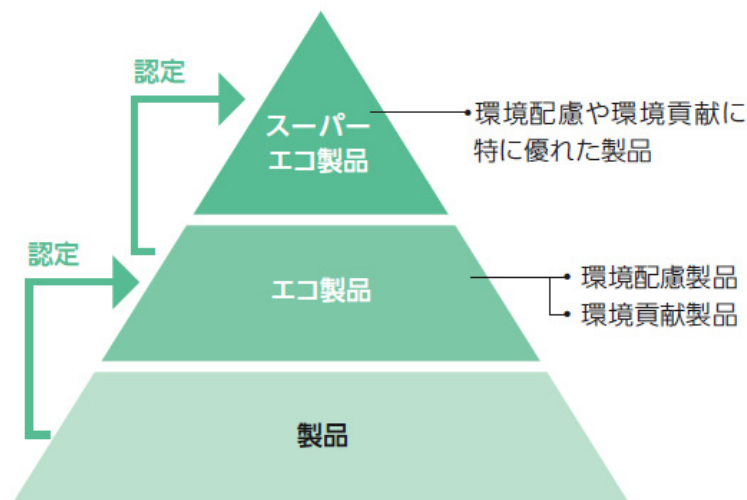 認定
スーパー
エコ製品
・環境配慮や環境貢献に
特に優れた製品
認定
エコ製品
・環境配慮製品
・環境貢献製品
製品